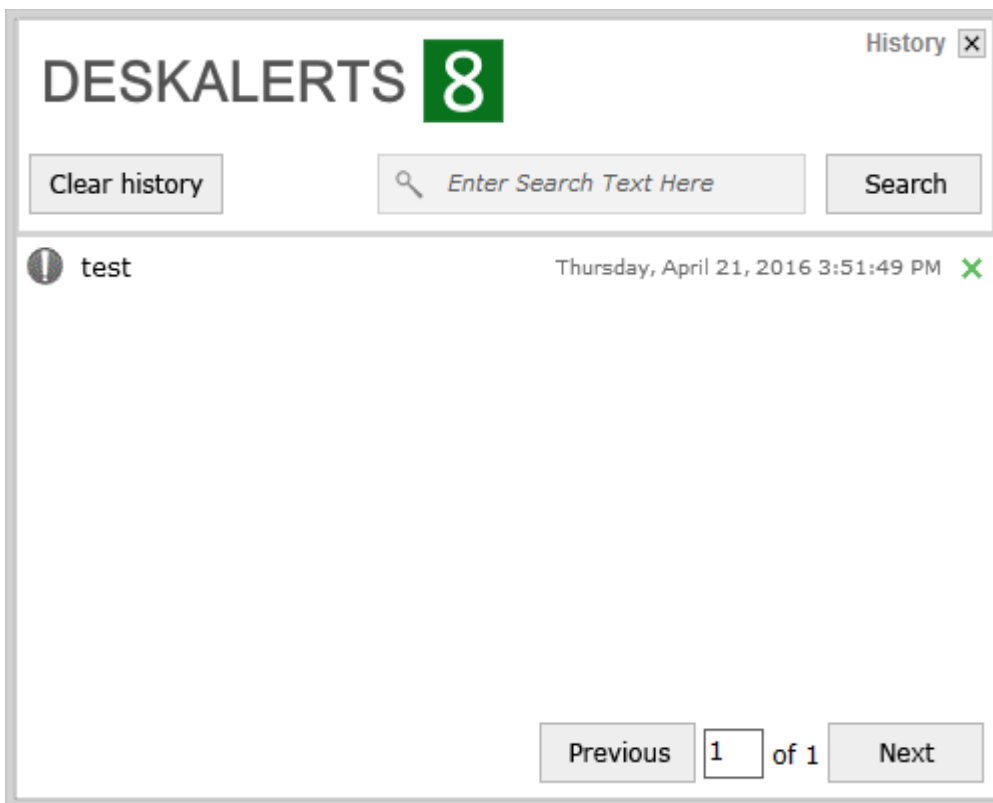 History
DESKALERTS 8
Clear history
Enter Search Text Here
Search
test
Thursday, April 21, 2016 3:51:49 PM
Previous
1
of 1
Next